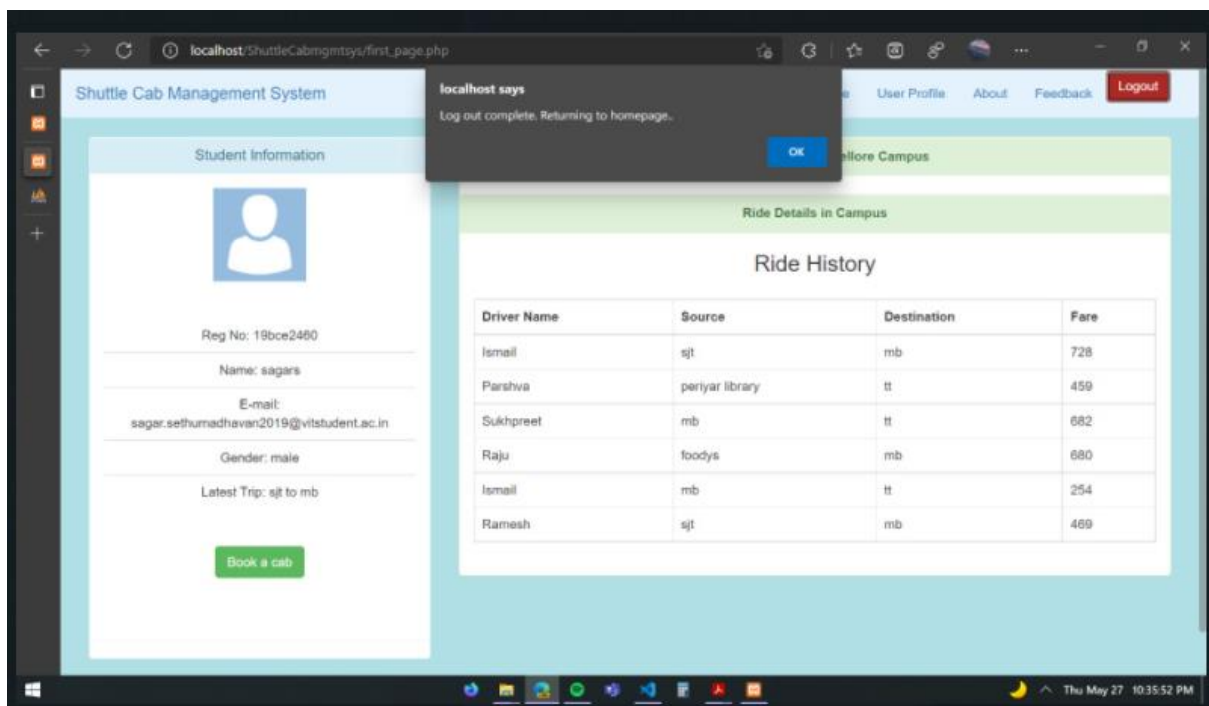 localhost/ShuttleCabmgmtsys/first_page.php
Shuttle Cab Management System
localhost says
Log out complete. Returning to homepage..
OK
User Profile
About
Feedback
Logout
Student Information
Reg No: 19bce2460
Name: sagars
E-mail:
sagar.sethumadhavan2019@vitstudent.ac.in
Gender: male
Latest Trip: sjt to mb
Book a cab
Campus
Ride Details in Campus
Ride History
Driver Name Source Destination Fare
Ismail sjt mb 728
Parshva periyar library tt 459
Sukhpreet mb tt 682
Raju foodys mb 680
Ismail mb tt 254
Ramesh sjt mb 469
Thu May 27 10:35:52 PM